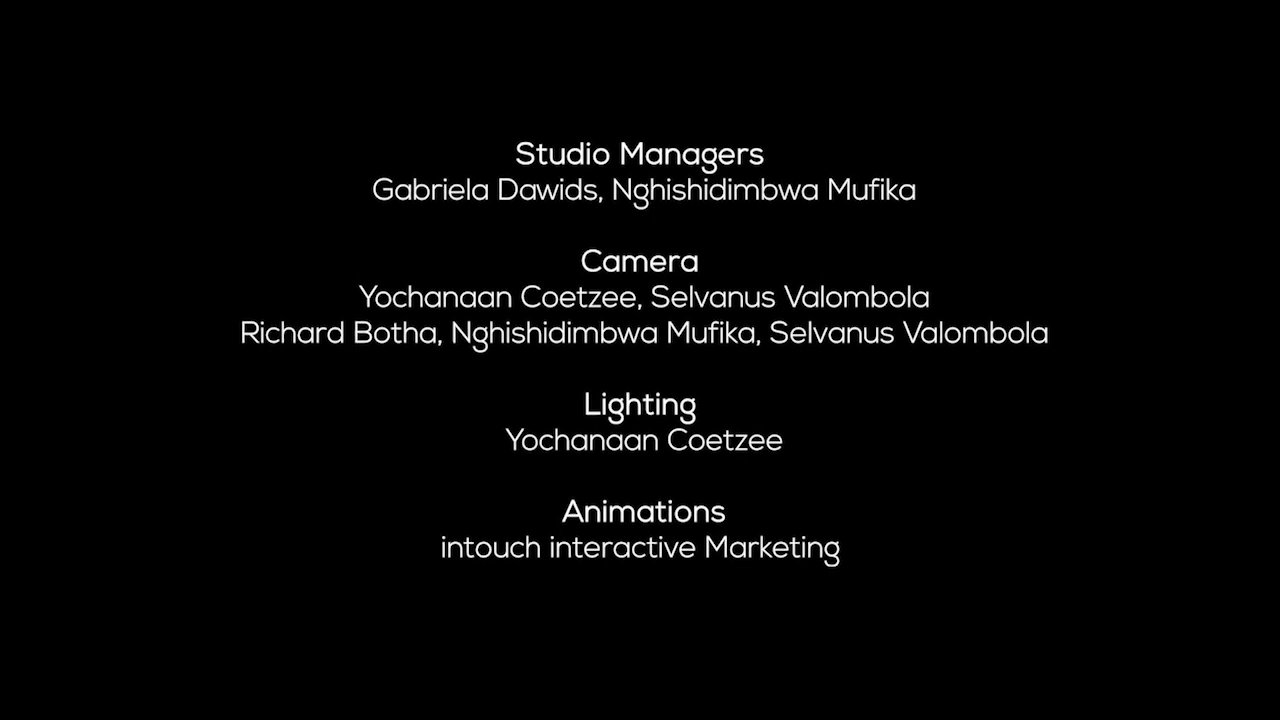 Studio Managers
Gabriela Dawids, Nghishidimbwa Mufika
Camera
Yochanaan Coetzee, Selvanus Valombola
Richard Botha, Nghishidimbwa Mufika, Selvanus Valombola
Lighting
Yochanaan Coetzee
Animations
intouch interactive Marketing